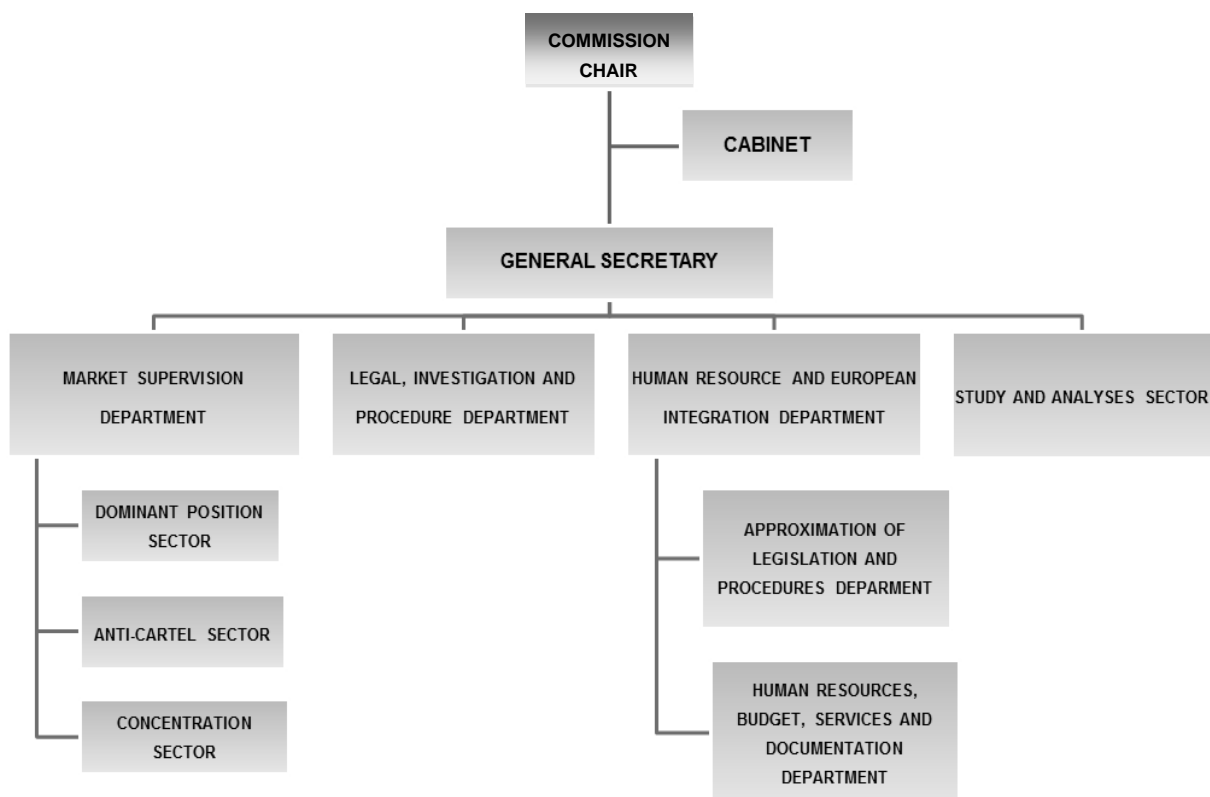 COMMISSION
CHAIR
CABINET
GENERAL SECRETARY
MARKET SUPERVISION
DEPARTMENT
LEGAL, INVESTIGATION AND
PROCEDURE DEPARTMENT
HUMAN RESOURCE AND EUROPEAN
INTEGRATION DEPARTMENT
STUDY AND ANALYSES SECTOR
DOMINANT POSITION
SECTOR
ANTI-CARTEL SECTOR
CONCENTRATION
SECTOR
APPROXIMATION OF
LEGISLATION AND
PROCEDURES DEPARMENT
HUMAN RESOURCES,
BUDGET, SERVICES AND
DOCUMENTATION
DEPARTMENT